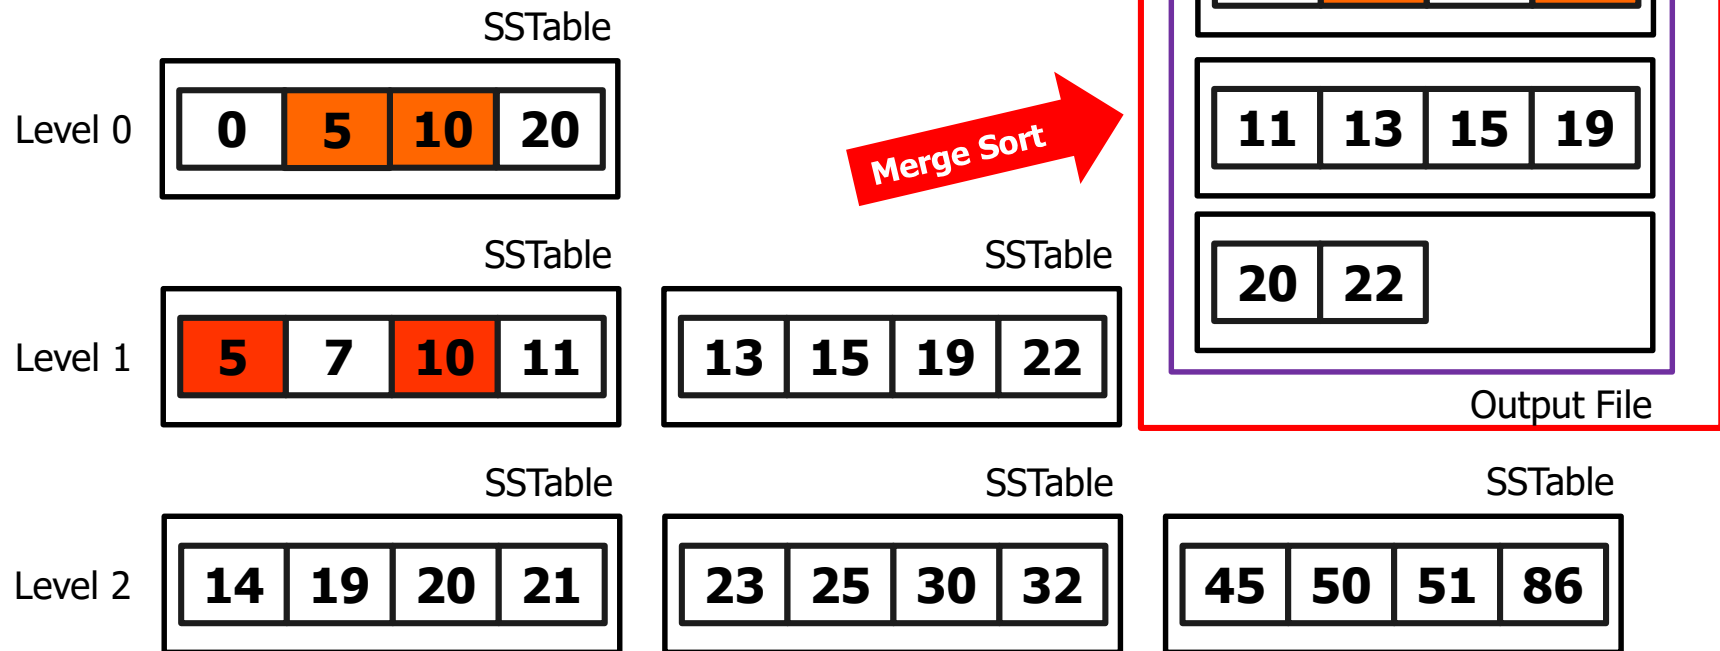 SSTable
Level 0
0 5 10 20
Merge Sort
11 13 15 19
20 22
Output File
SSTable SSTable
Level 1
5 7 10 11
13 15 19 22
SSTable SSTable SSTable
Level 2
14 19 20 21
23 25 30 32
45 50 51 86